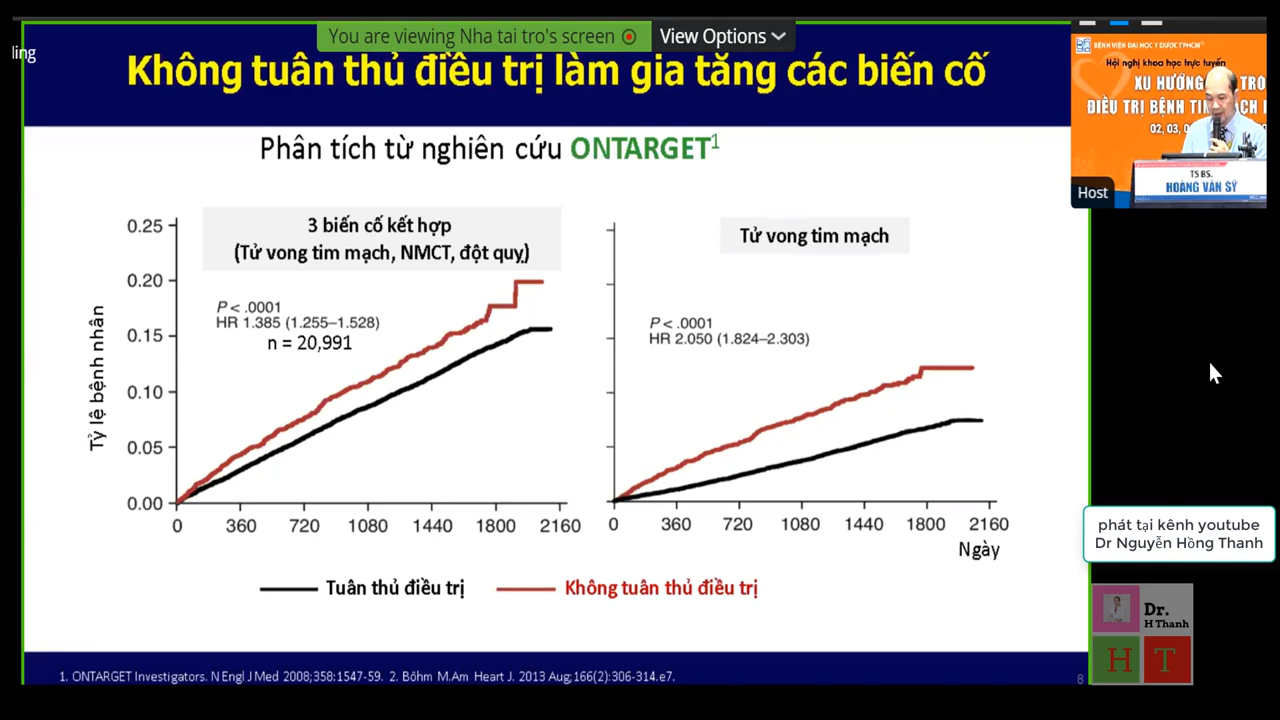 You are viewing Nha tai tro's screen
View Options
ling
Không tuân thủ điều trị làm gia tăng các biến cố
Phân tích từ nghiên cứu ONTARGET1
3 biến cố kết hợp
(Tử vong tim mạch, NMCT, đột quỵ)
P < .0001
HR 1.385 (1.255–1.528)
n = 20,991
Tỷ lệ bệnh nhân
0.25
0.20
0.15
0.10
0.05
0.00
0 360 720 1080 1440 1800 2160
Tử vong tim mạch
P < .0001
HR 2.050 (1.824–2.303)
0 360 720 1080 1440 1800 2160
Ngày
Tuân thủ điều trị
Không tuân thủ điều trị
1. ONTARGET Investigators. N Engl J Med 2008;358:1547-59. 2. Bőhm M.Am Heart J. 2013 Aug;166(2):306-314.e7.
8
BỆNH VIỆN ĐẠI HỌC Y DƯỢC TPHCM
Hội nghị khoa học trực tuyến
XU HƯỚNG TRO
ĐIỀU TRỊ BỆNH TIM MẠCH
02, 03, 0
TS BS.
HOÀNG VĂN SỸ
Host
phát tại kênh youtube
Dr Nguyễn Hồng Thanh
Dr.
H Thanh
H T